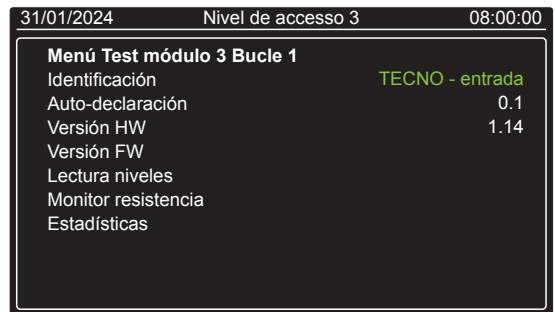 31/01/2024 Nivel de accesso 3 08:00:00
Menú Test módulo 3 Bucle 1
Identificación TECNO - entrada
Auto-declaración 0.1
Versión HW 1.14
Versión FW
Lectura niveles
Monitor resistencia
Estadísticas